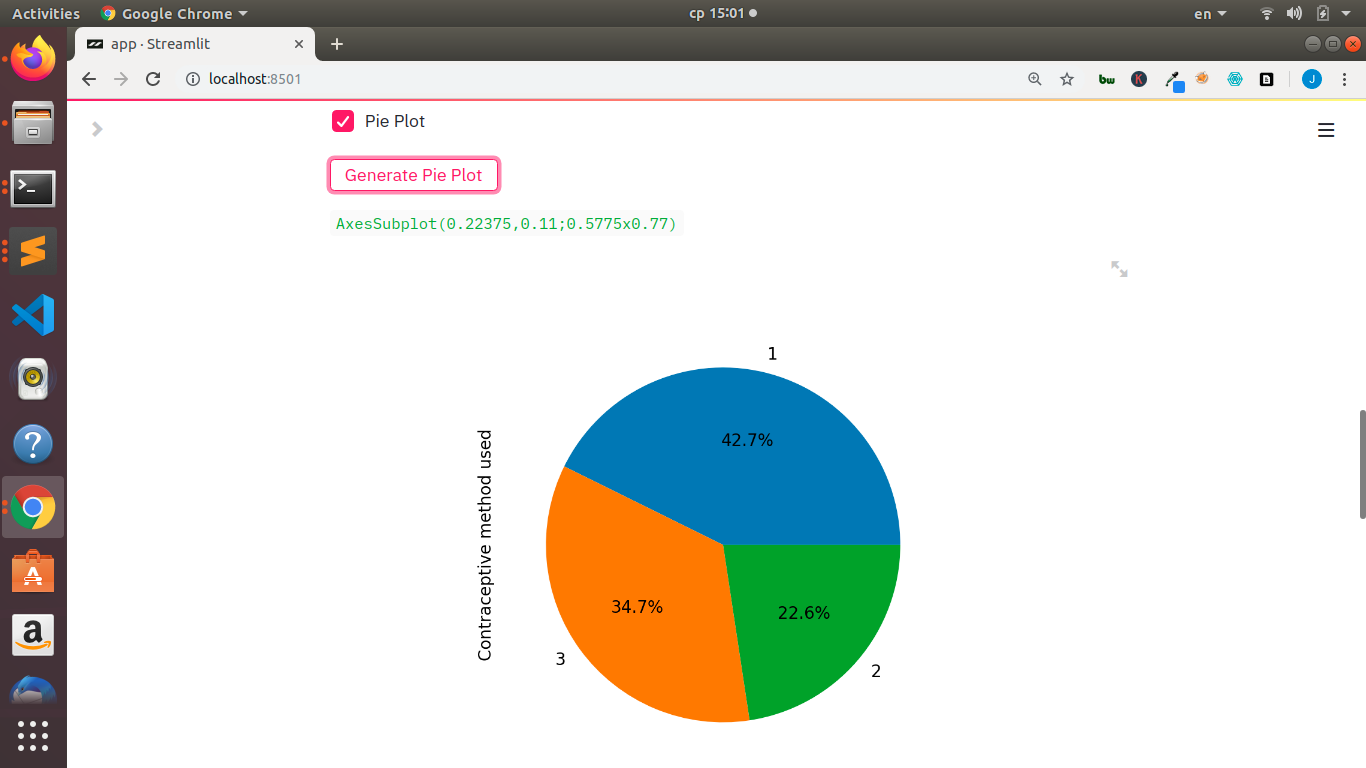 Activities
Google Chrome
ср 15:01
en
app · Streamlit
localhost:8501
bw
K
J
Pie Plot
Generate Pie Plot
AxesSubplot(0.22375,0.11;0.5775x0.77)
1
42.7%
Contraceptive method used
34.7%
22.6%
3
2